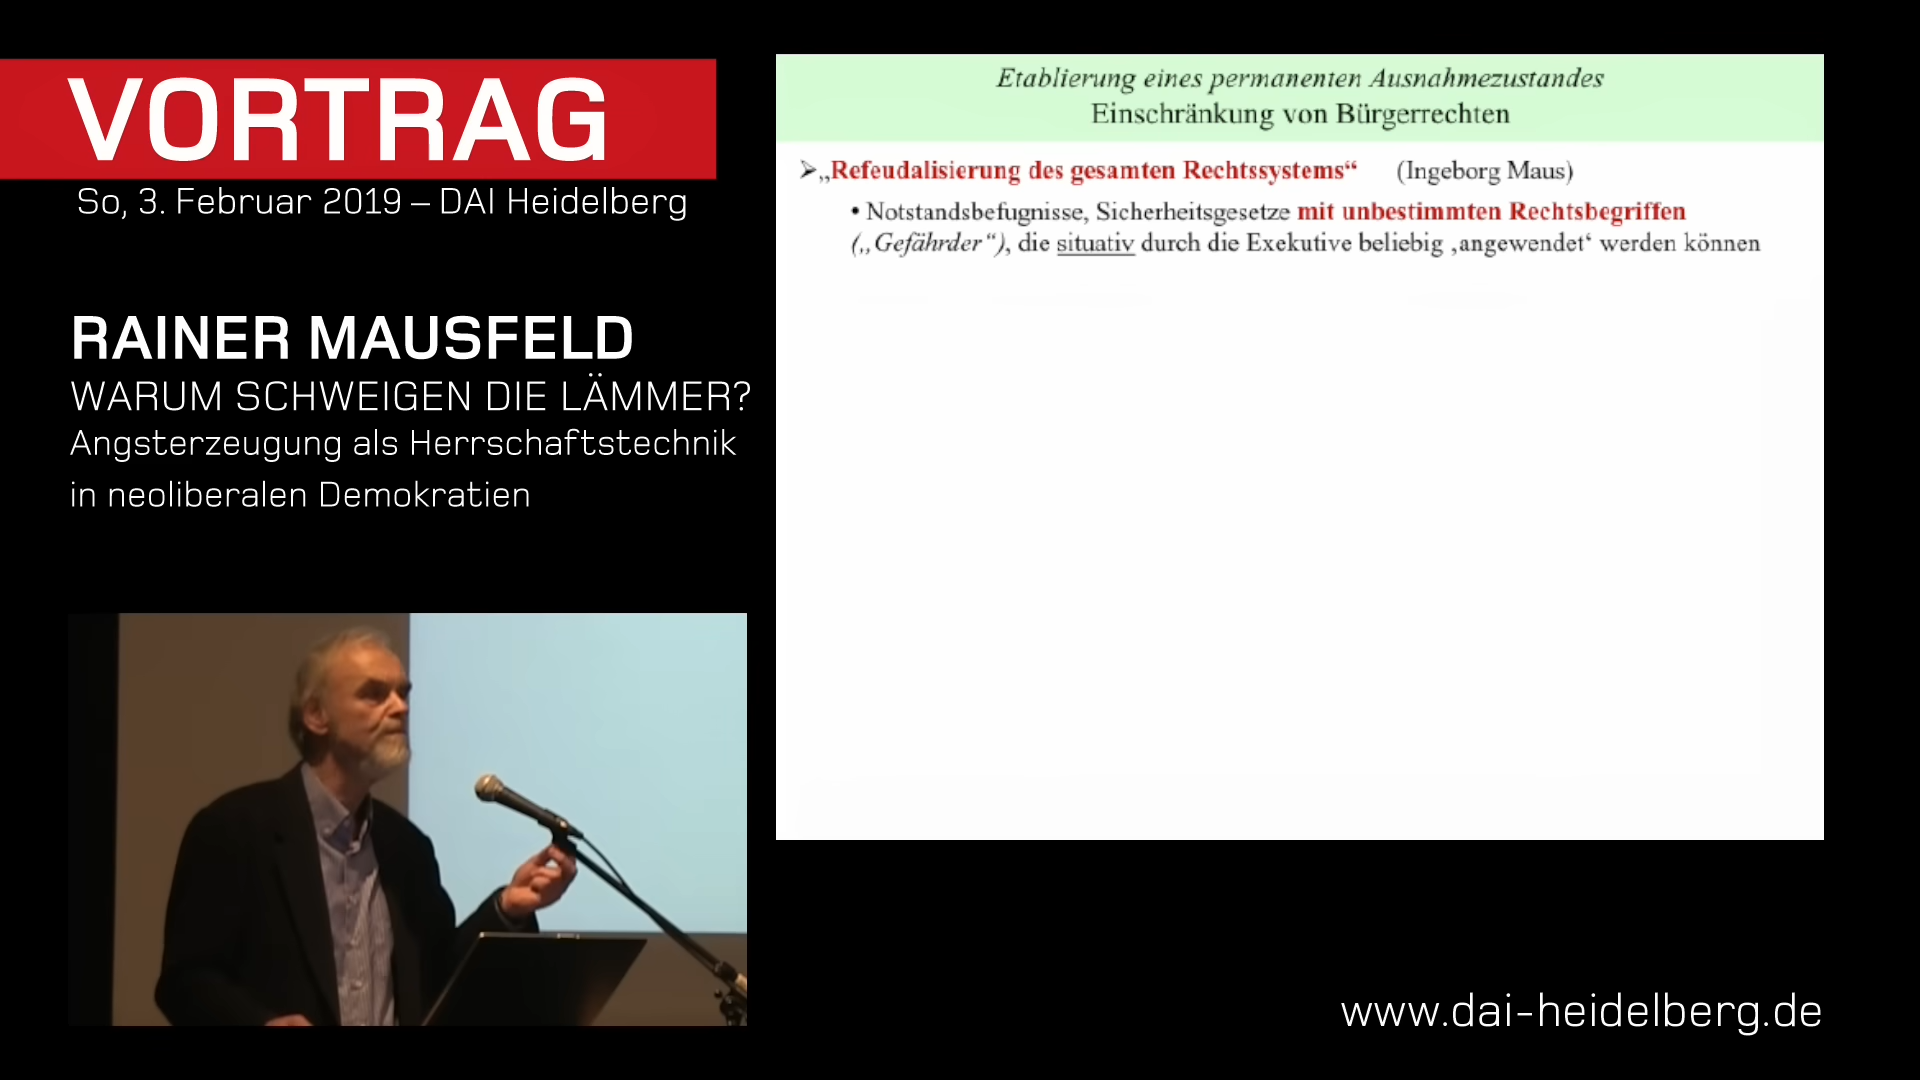 VORTRAG
So, 3. Februar 2019 – DAI Heidelberg
RAINER MAUSFELD
WARUM SCHWEIGEN DIE LÄMMER?
Angsterzeugung als Herrschaftstechnik
in neoliberalen Demokratien
Etablierung eines permanenten Ausnahmezustandes
Einschränkung von Bürgerrechten
➢„Refeudalisierung des gesamten Rechtssystems“ (Ingeborg Maus)
• Notstandsbefugnisse, Sicherheitsgesetze mit unbestimmten Rechtsbegriffen
(„Gefährder“), die situativ durch die Exekutive beliebig ‚angewendet‘ werden können
www.dai-heidelberg.de